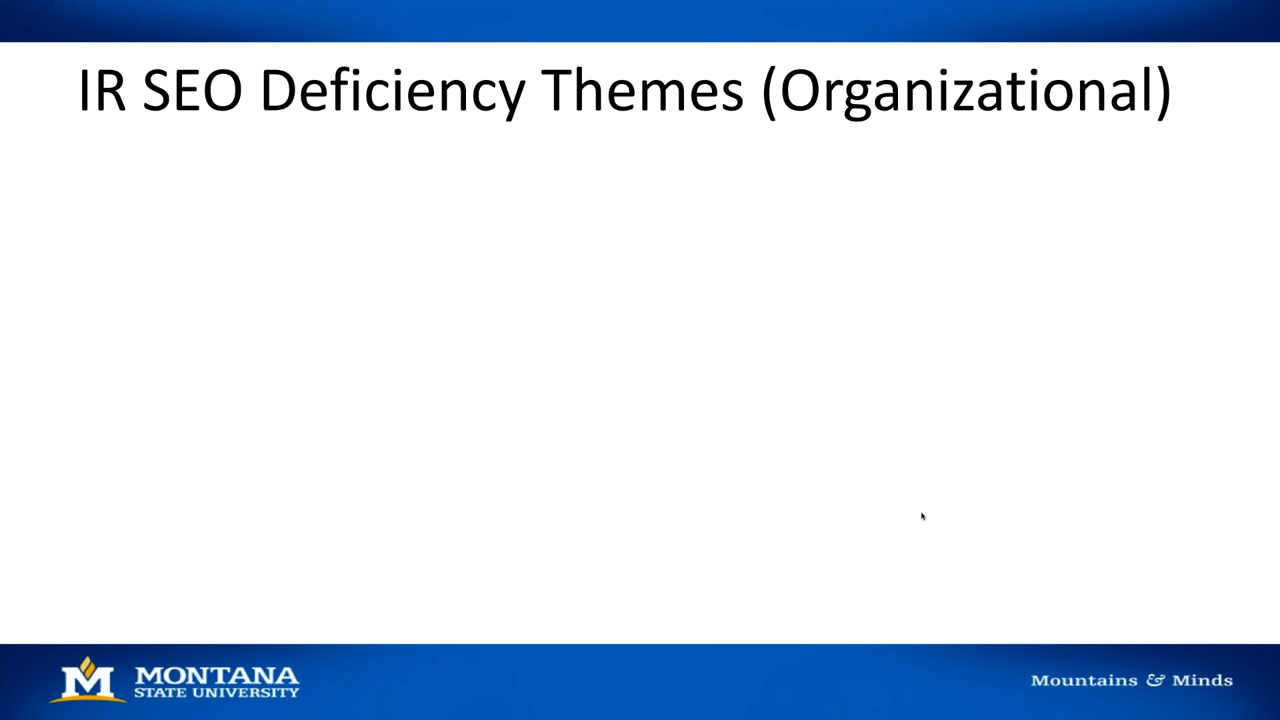 IR SEO Deficiency Themes (Organizational)
M MONTANA
STATE UNIVERSITY
Mountains & Minds